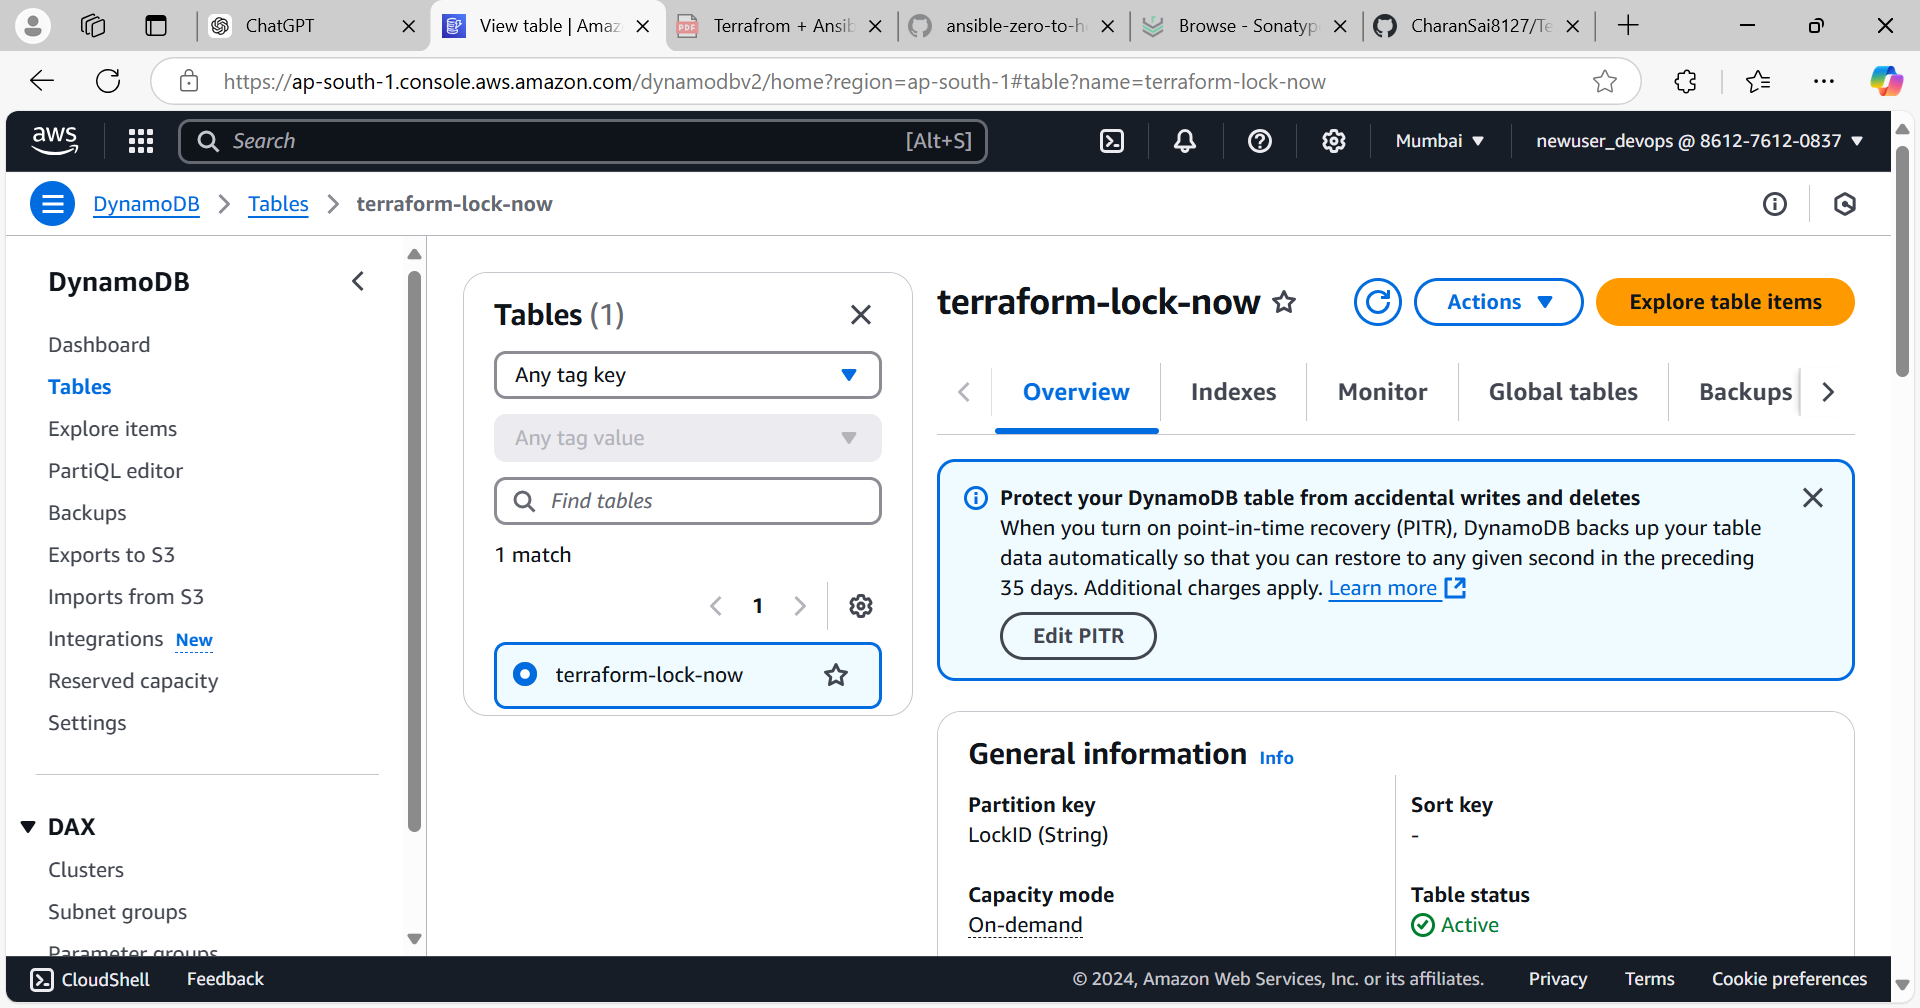 ChatGPT
View table | Amaz
Terrafrom + Ansib
ansible-zero-to-he
Browse - Sonatype
CharanSai8127/Te
https://ap-south-1.console.aws.amazon.com/dynamodbv2/home?region=ap-south-1#table?name=terraform-lock-now
aws
Search
[Alt+S]
Mumbai
newuser_devops @ 8612-7612-0837
DynamoDB
Tables
terraform-lock-now
DynamoDB
Dashboard
Tables
Explore items
PartiQL editor
Backups
Exports to S3
Imports from S3
Integrations New
Reserved capacity
Settings
DAX
Clusters
Subnet groups
Parameter groups
Tables (1)
Any tag key
Any tag value
Find tables
1 match
1
terraform-lock-now
terraform-lock-now
Actions
Explore table items
Overview
Indexes
Monitor
Global tables
Backups
Protect your DynamoDB table from accidental writes and deletes
When you turn on point-in-time recovery (PITR), DynamoDB backs up your table
data automatically so that you can restore to any given second in the preceding
35 days. Additional charges apply. Learn more
Edit PITR
General information Info
Partition key
LockID (String)
Sort key
-
Capacity mode
On-demand
Table status
Active
CloudShell
Feedback
© 2024, Amazon Web Services, Inc. or its affiliates.
Privacy
Terms
Cookie preferences